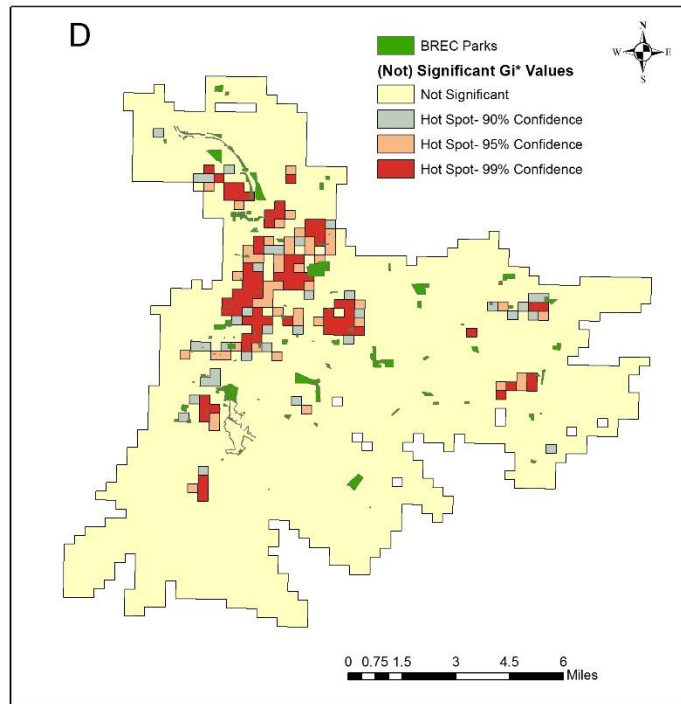 D
BREC Parks
(Not) Significant Gi* Values
Not Significant
Hot Spot- 90% Confidence
Hot Spot- 95% Confidence
Hot Spot- 99% Confidence
N
W E
S
0 0.75 1.5 3 4.5 6
Miles